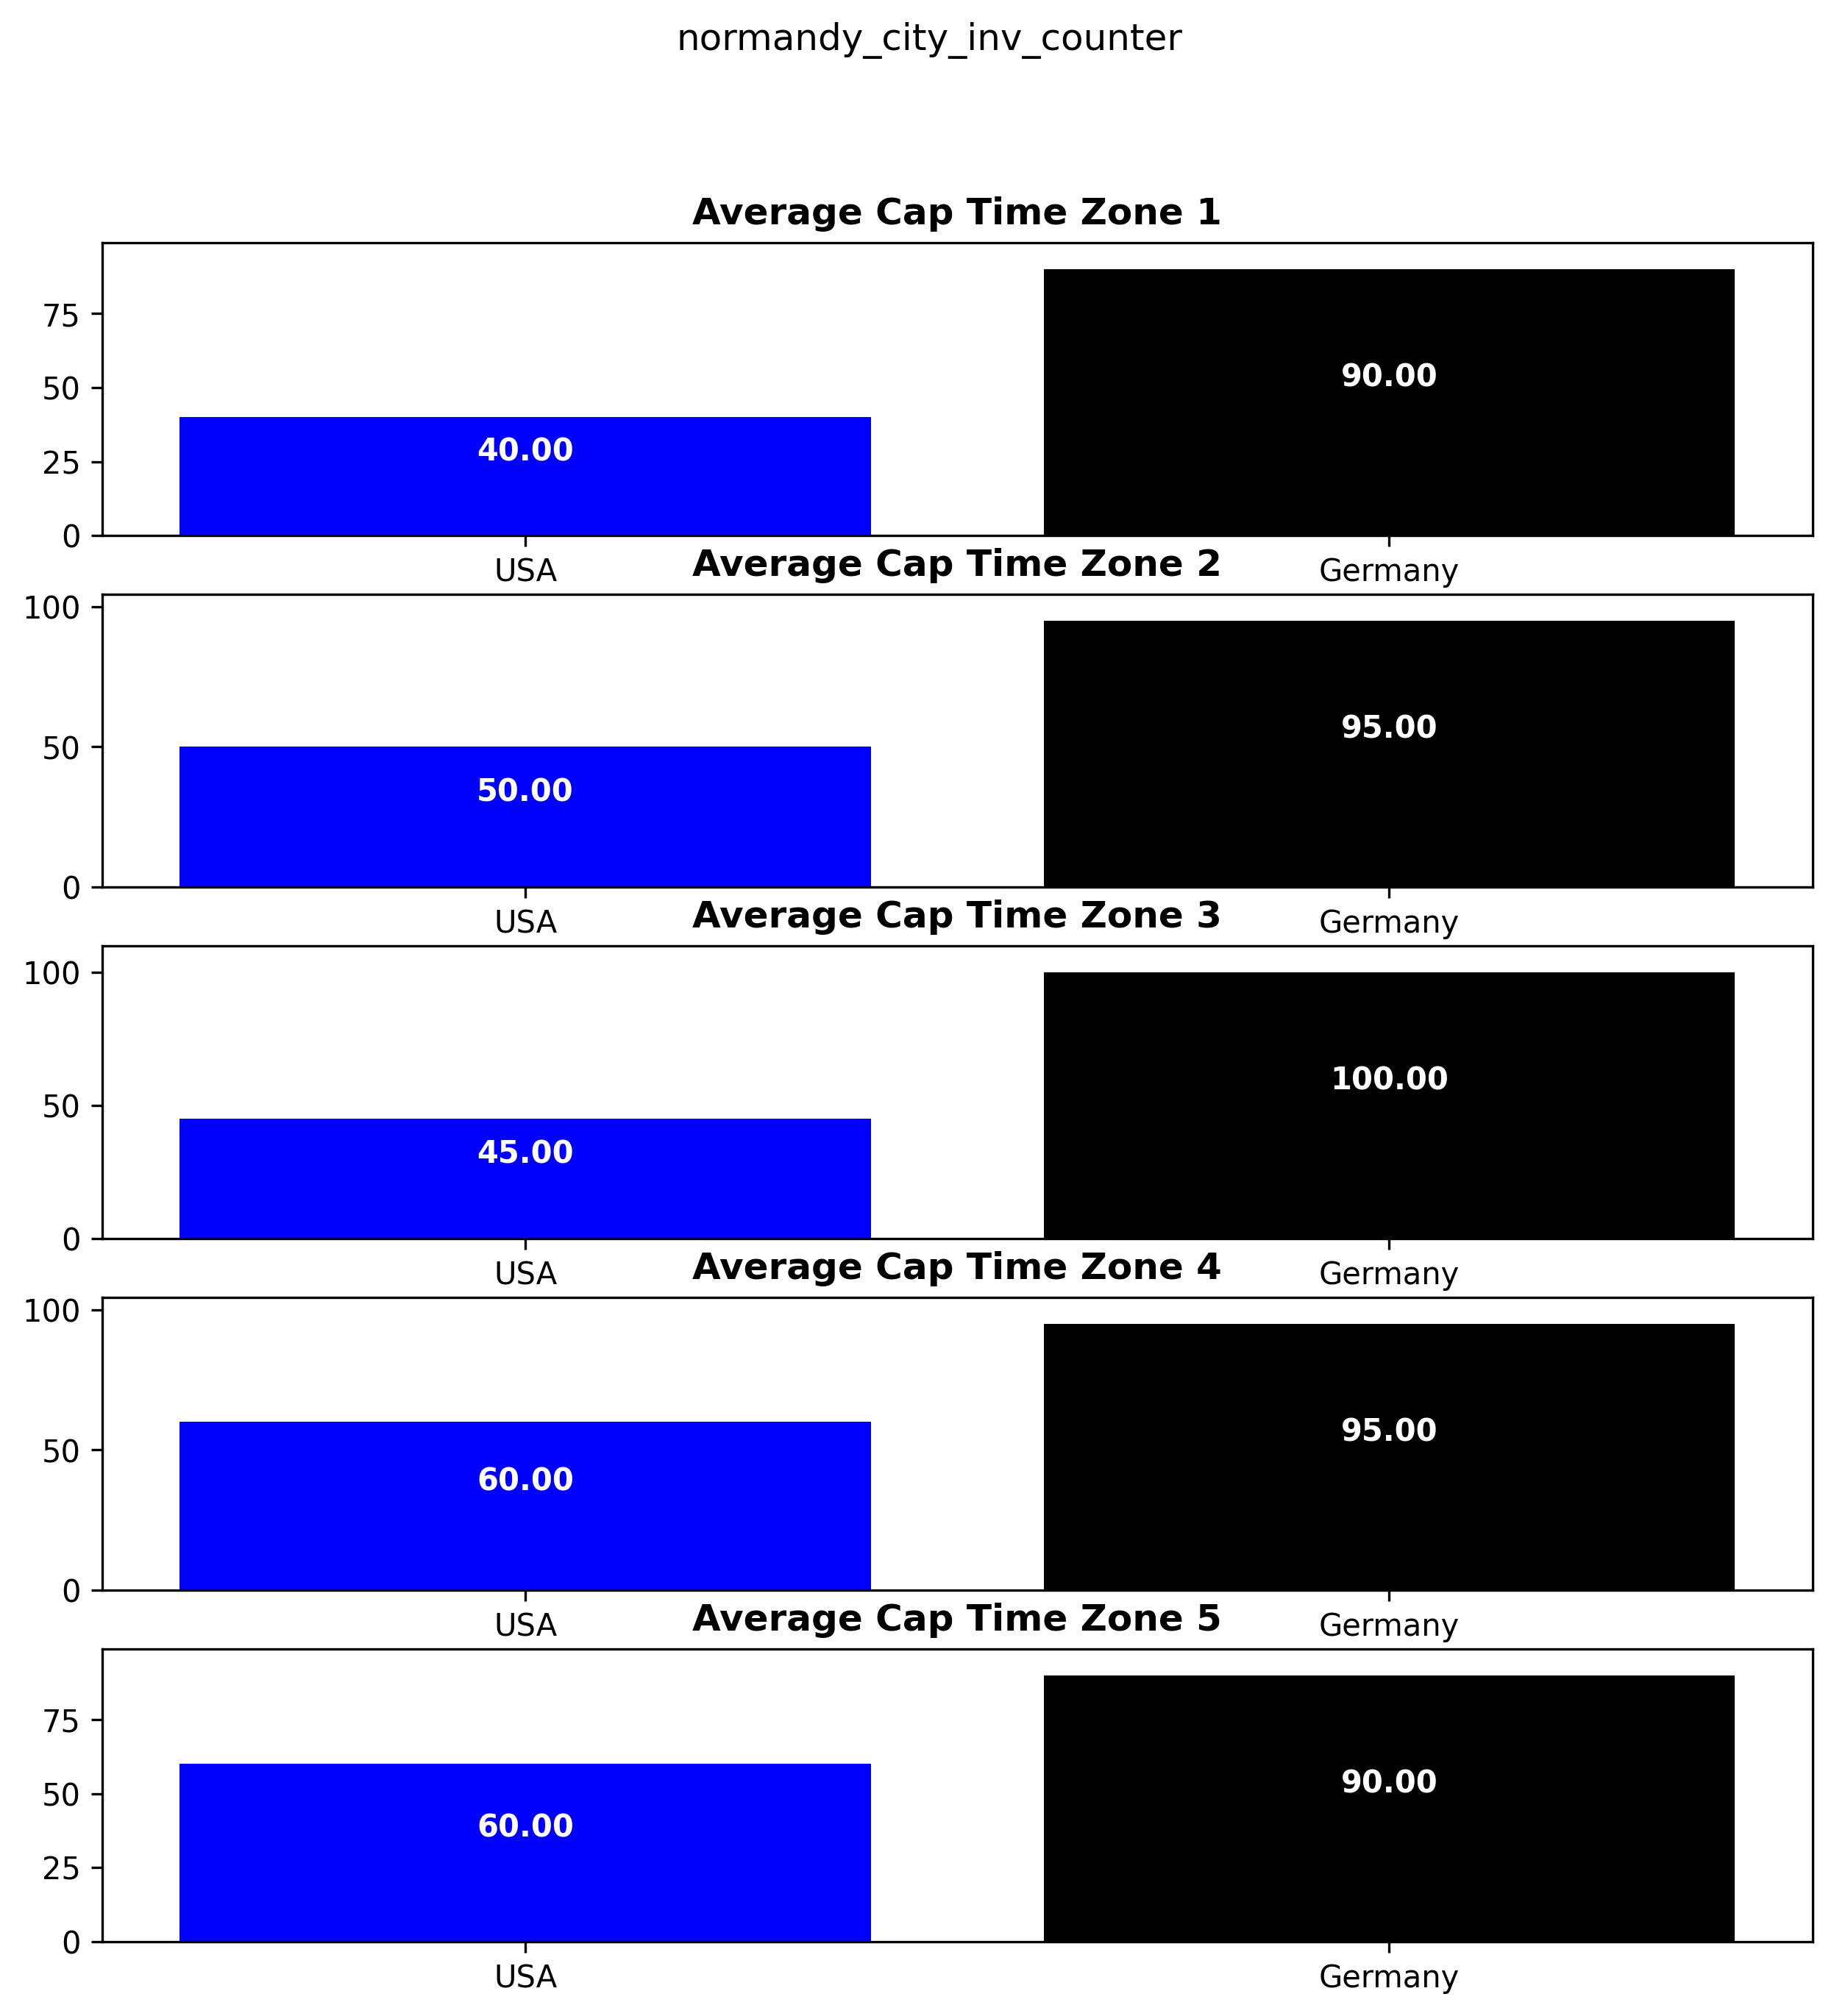 normandy_city_inv_counter
Average Cap Time Zone 1
75
50
25
0
40.00
90.00
USA
Germany
Average Cap Time Zone 2
100
50
0
50.00
95.00
USA
Germany
Average Cap Time Zone 3
100
50
0
45.00
100.00
USA
Germany
Average Cap Time Zone 4
100
50
0
60.00
95.00
USA
Germany
Average Cap Time Zone 5
75
50
25
0
60.00
90.00
USA
Germany